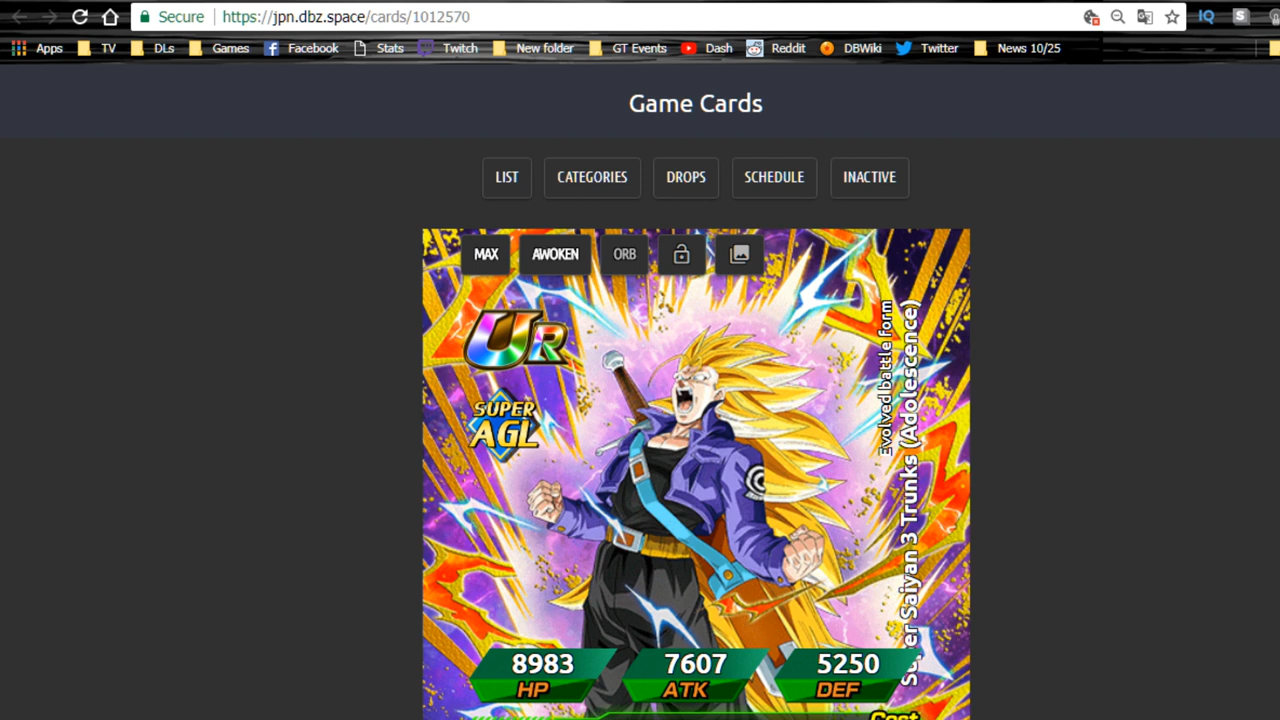 Secure https://jpn.dbz.space/cards/1012570 IQ S
Apps TV DLs Games Facebook Stats Twitch New folder GT Events Dash Reddit DBWiki Twitter News 10/25
Game Cards
LIST CATEGORIES DROPS SCHEDULE INACTIVE
MAX AWOKEN ORB
UR
SUPER
AGL
Evolved battle form
Super Saiyan 3 Trunks (Adolescence)
8983 7607 5250
HP ATK DEF
Cost